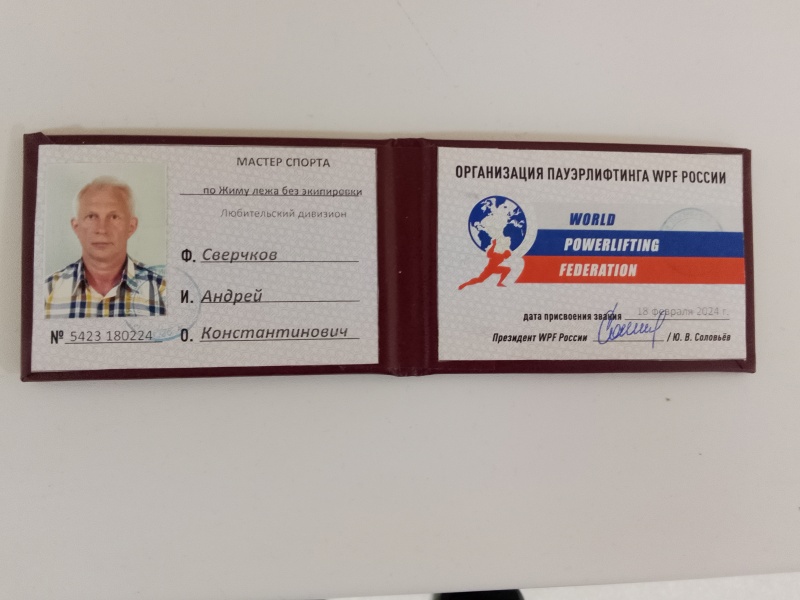 МАСТЕР СПОРТА
по Жиму лежа без экипировки
Любительский дивизион
Ф. Сверчков
И. Андрей
О. Константинович
№ 5423 180224
ОРГАНИЗАЦИЯ ПАУЭРЛИФТИНГА WPF РОССИИ
WORLD
POWERLIFTING
FEDERATION
дата присвоения звания 18 февраля 2024 г.
Президент WPF России / Ю. В. Соловьёв